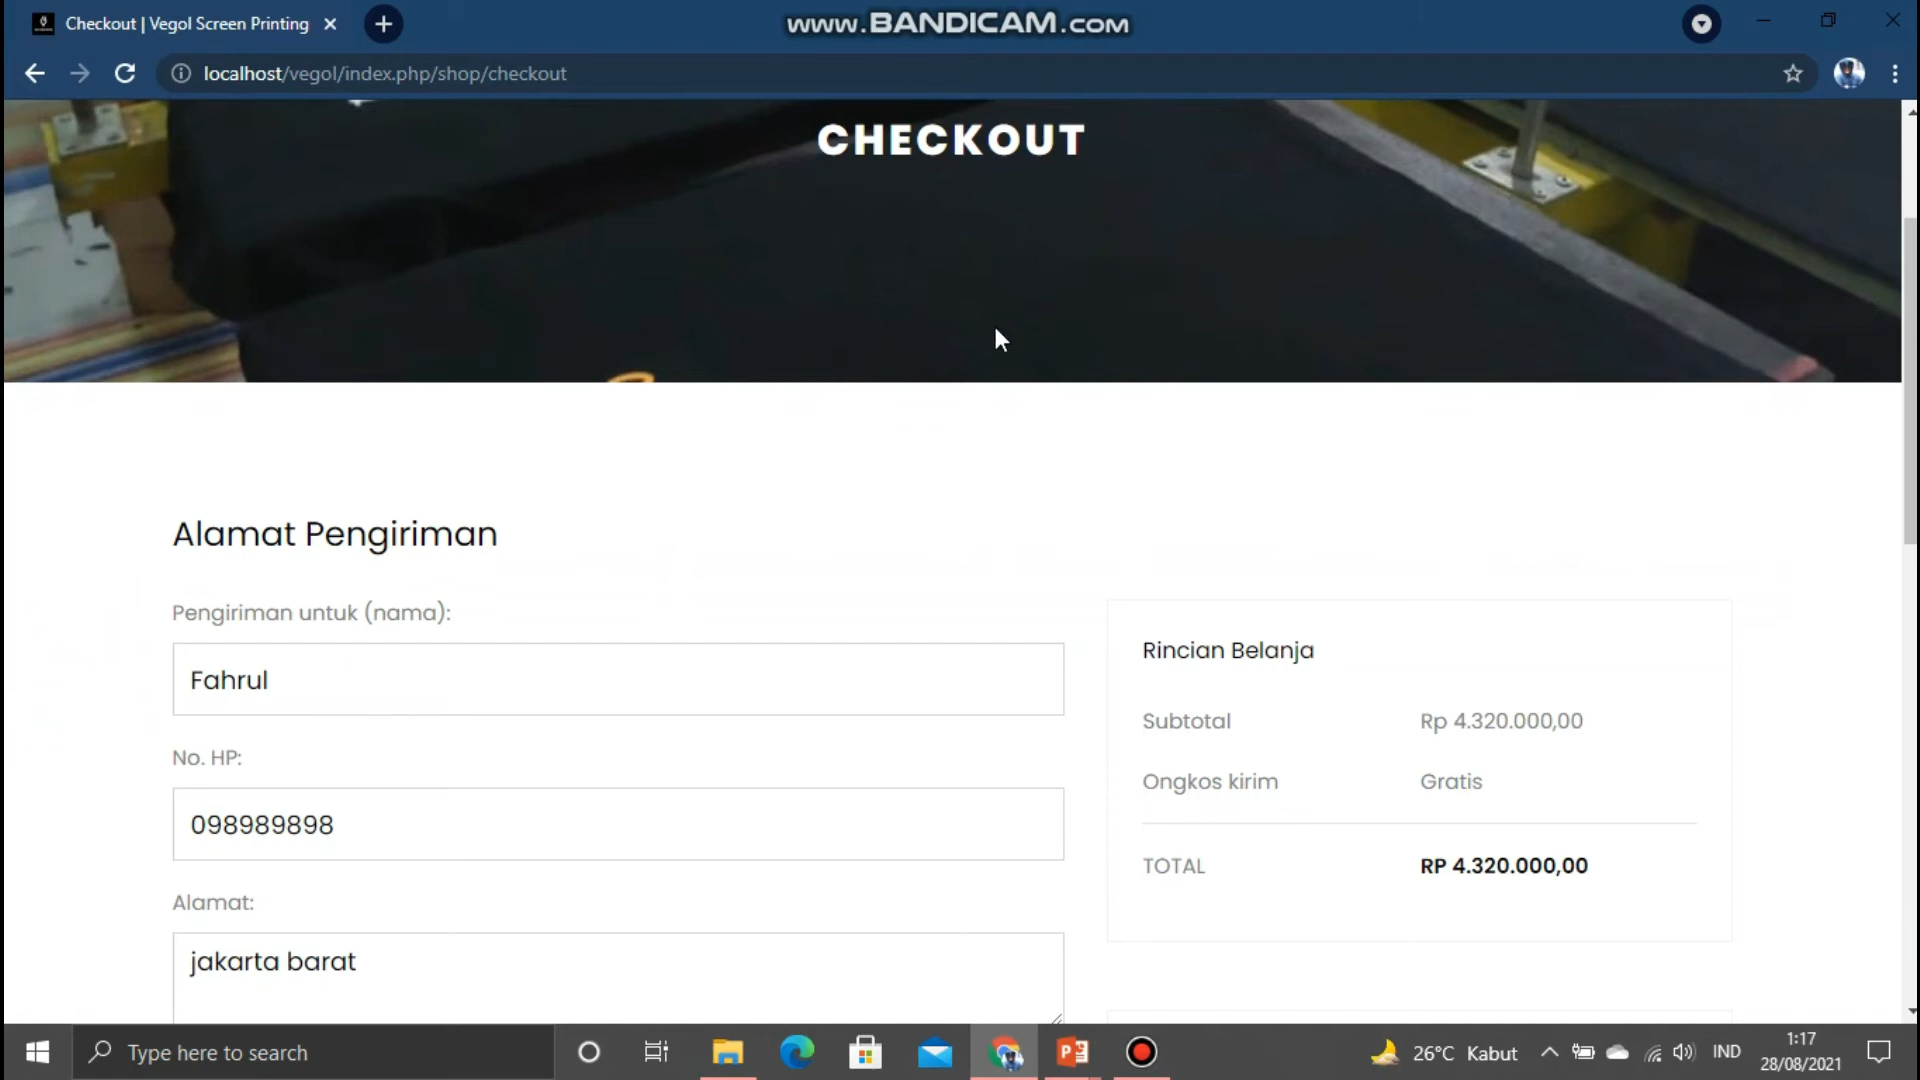 Checkout | Vegol Screen Printing
www.BANDICAM.com
localhost/vegol/index.php/shop/checkout
CHECKOUT
Alamat Pengiriman
Pengiriman untuk (nama):
Fahrul
No. HP:
098989898
Alamat:
jakarta barat
Rincian Belanja
Subtotal Rp 4.320.000,00
Ongkos kirim Gratis
TOTAL RP 4.320.000,00
Type here to search
26°C Kabut
IND
1:17
28/08/2021